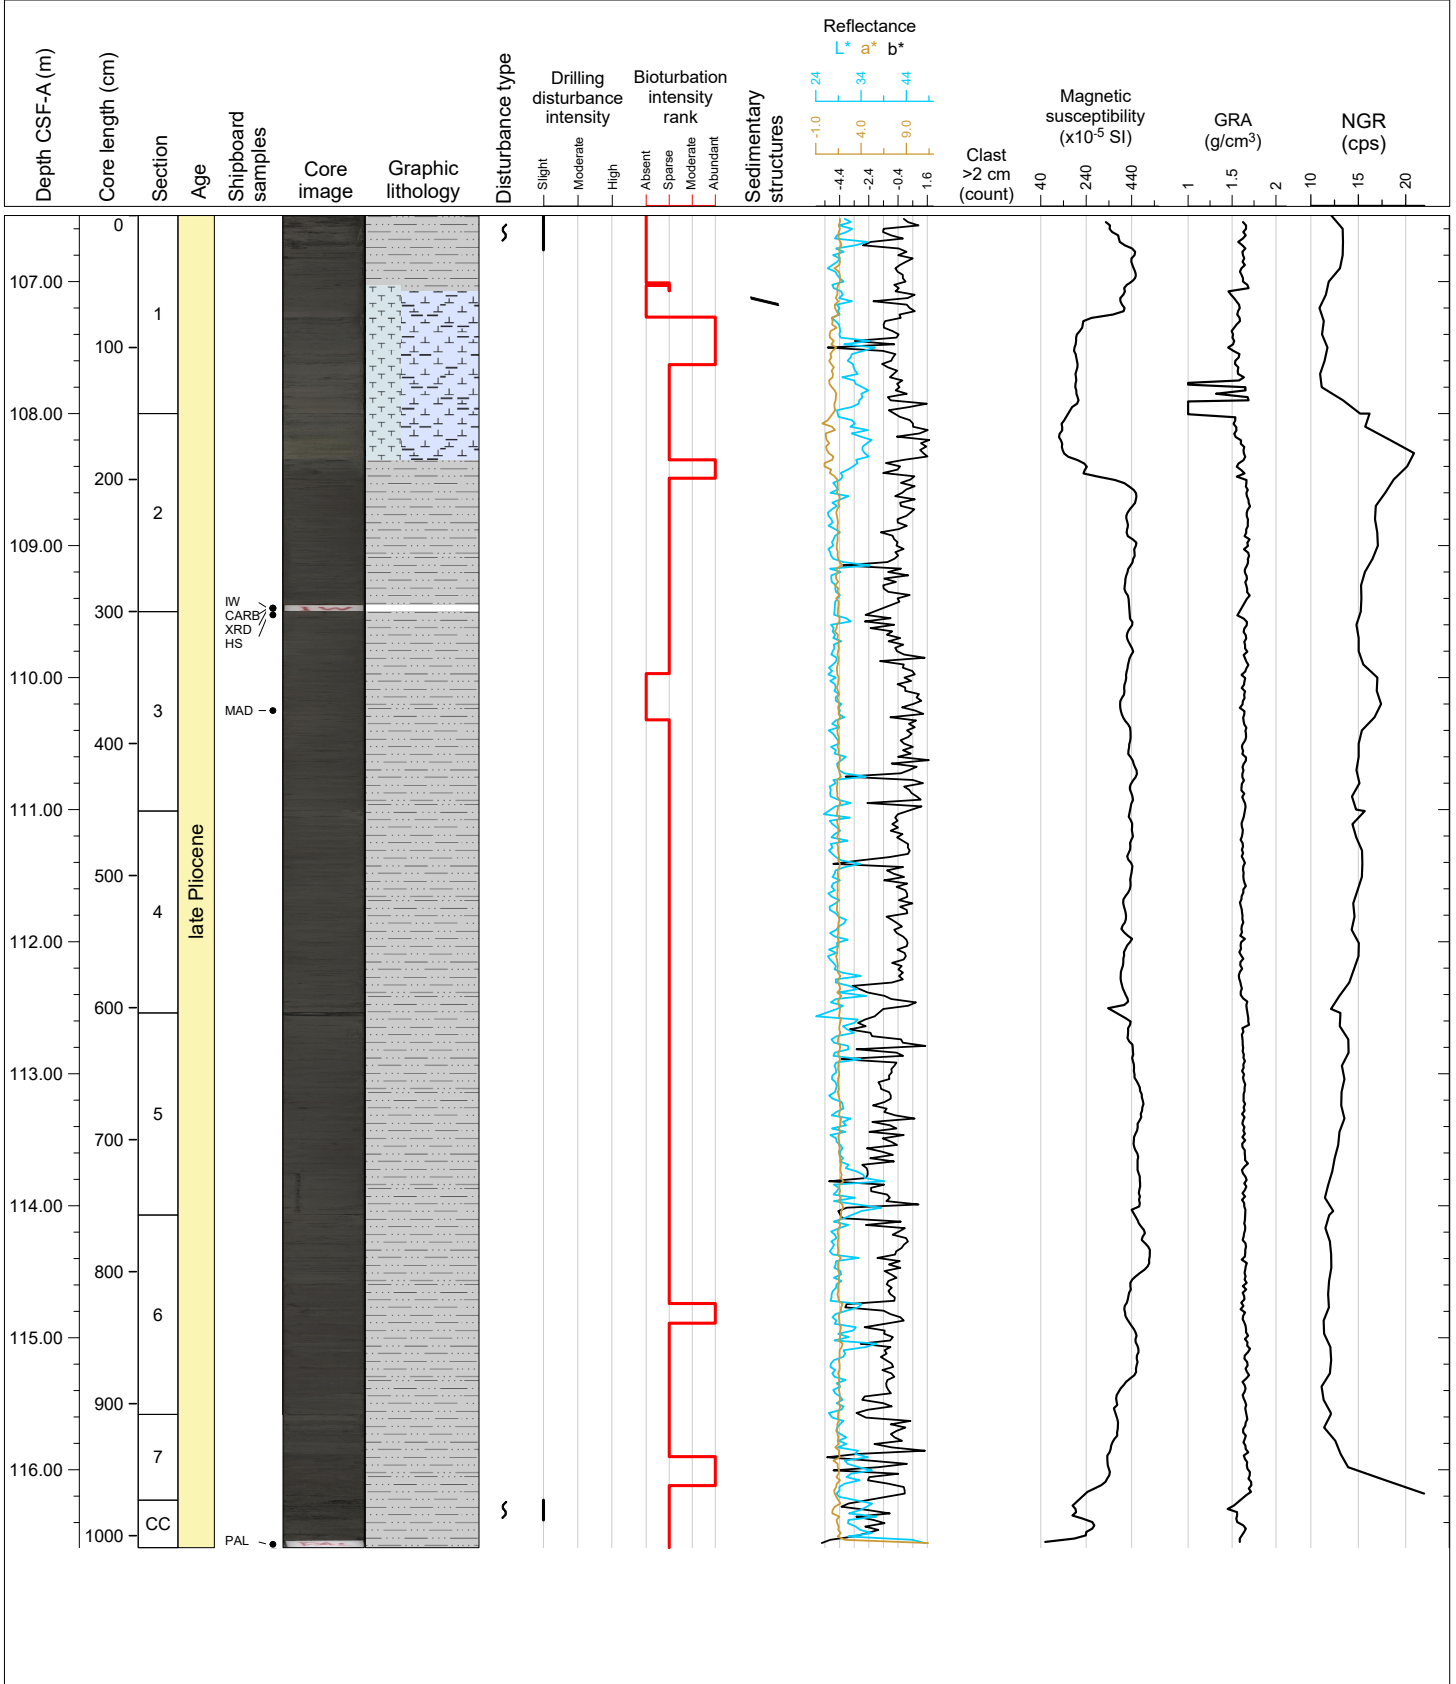 Depth CSF-A (m)
Core length (cm)
Section
Age
Shipboard
samples
Core
image
Graphic
lithology
Disturbance type
Drilling
disturbance
intensity
Slight
Moderate
High
Bioturbation
intensity
rank
Absent
Sparse
Moderate
Abundant
Sedimentary
structures
Reflectance
L* a* b*
24 34 44
-1.0 4.0 9.0
-4.4 -2.4 -0.4 1.6
Clast
>2 cm
(count)
Magnetic
susceptibility
(x10-5 SI)
40 240 440
GRA
(g/cm3)
1 1.5 2
NGR
(cps)
10 15 20
0
107.00
1
100
108.00
200
2
109.00
IW
300
CARB
XRD
HS
110.00
3
MAD
400
111.00
late Pliocene
500
4
112.00
600
113.00
5
700
114.00
800
6
115.00
900
7
116.00
CC
1000
PAL